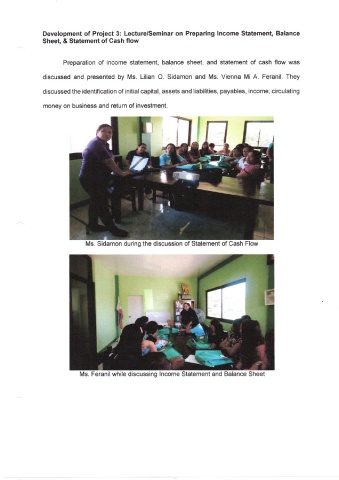 Development of Project 3: Lecture/Seminar on Preparing Income Statement, Balance
Sheet, & Statement of Cash flow
Preparation of income statement, balance sheet, and statement of cash flow was
discussed and presented by Ms. Lilian O. Sidamon and Ms. Vienna Mi A. Feranil. They
discussed the identification of initial capital, assets and liabilities, payables, income, circulating
money on business and return of investment.
Ms. Sidamon during the discussion of Statement of Cash Flow
Ms. Feranil while discussing Income Statement and Balance Sheet